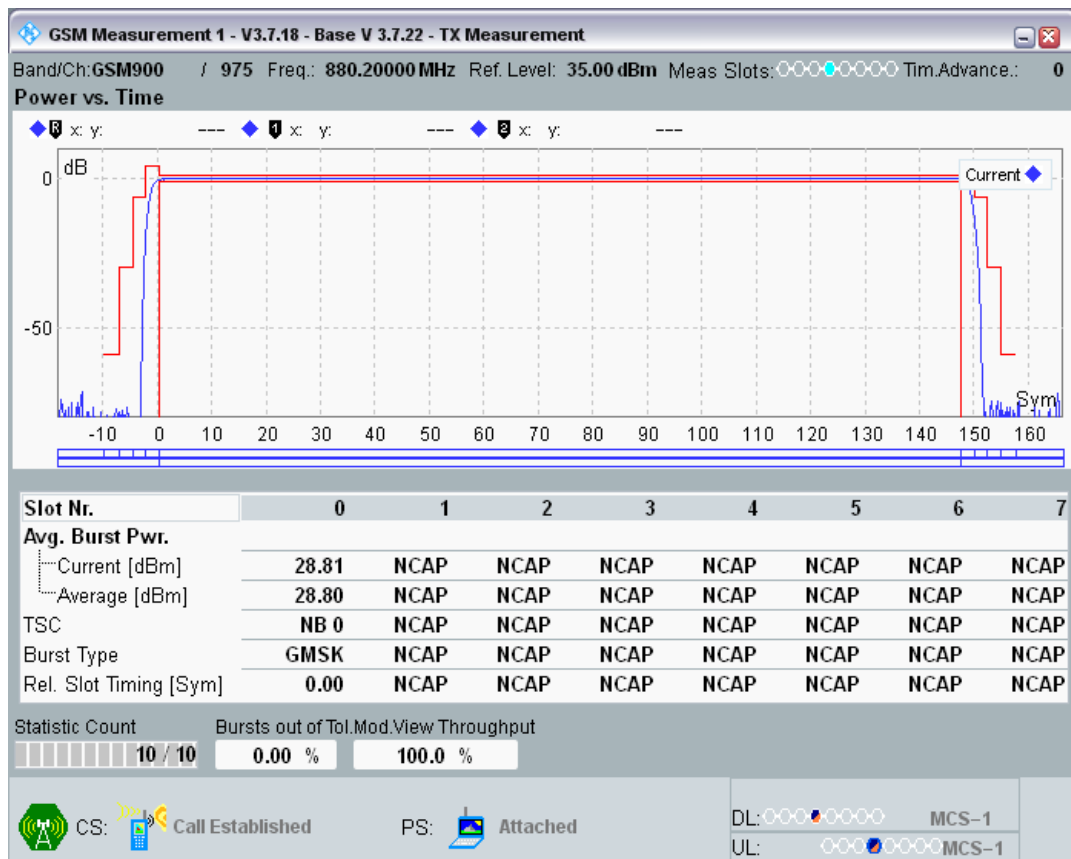 GSM Measurement 1 - V3.7.18 - Base V 3.7.22 - TX Measurement
Band/Ch:GSM900 / 975 Freq.: 880.20000 MHz Ref. Level: 35.00 dBm Meas Slots: Tim.Advance.: 0
Power vs. Time
R x: y: --- 1 x: y: --- 2 x: y: ---
dB
Current
0
-50
Sym
-10 0 10 20 30 40 50 60 70 80 90 100 110 120 130 140 150 160
Slot Nr. 0 1 2 3 4 5 6 7
Avg. Burst Pwr.
Current [dBm] 28.81 NCAP NCAP NCAP NCAP NCAP NCAP NCAP
Average [dBm] 28.80 NCAP NCAP NCAP NCAP NCAP NCAP NCAP
TSC NB 0 NCAP NCAP NCAP NCAP NCAP NCAP NCAP
Burst Type GMSK NCAP NCAP NCAP NCAP NCAP NCAP NCAP
Rel. Slot Timing [Sym] 0.00 NCAP NCAP NCAP NCAP NCAP NCAP NCAP
Statistic Count Bursts out of Tol.Mod.View Throughput
10 / 10 0.00 % 100.0 %
CS: Call Established PS: Attached DL: MCS-1
UL: MCS-1